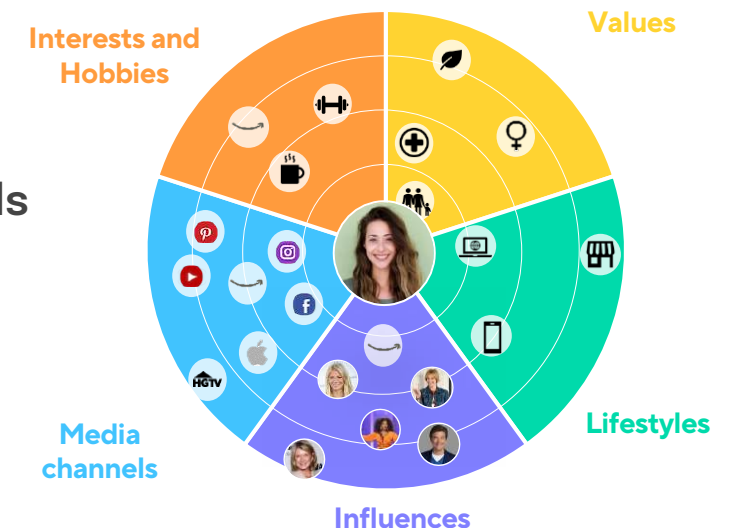 Interests and
Hobbies
Values
ls
HGTV
Media
channels
Lifestyles
Influences